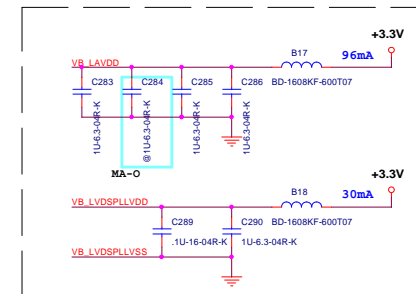 +3.3V
B17
96mA
VB_LAVDD
C283
C284
C285
C286
BD-1608KF-600T07
1U-6.3-04R-K
@1U-6.3-04R-K
1U-6.3-04R-K
1U-6.3-04R-K
MA-O
+3.3V
B18
30mA
VB_LVDSPLLVDD
BD-1608KF-600T07
C289
C290
.1U-16-04R-K
1U-6.3-04R-K
VB_LVDSPLLVSS